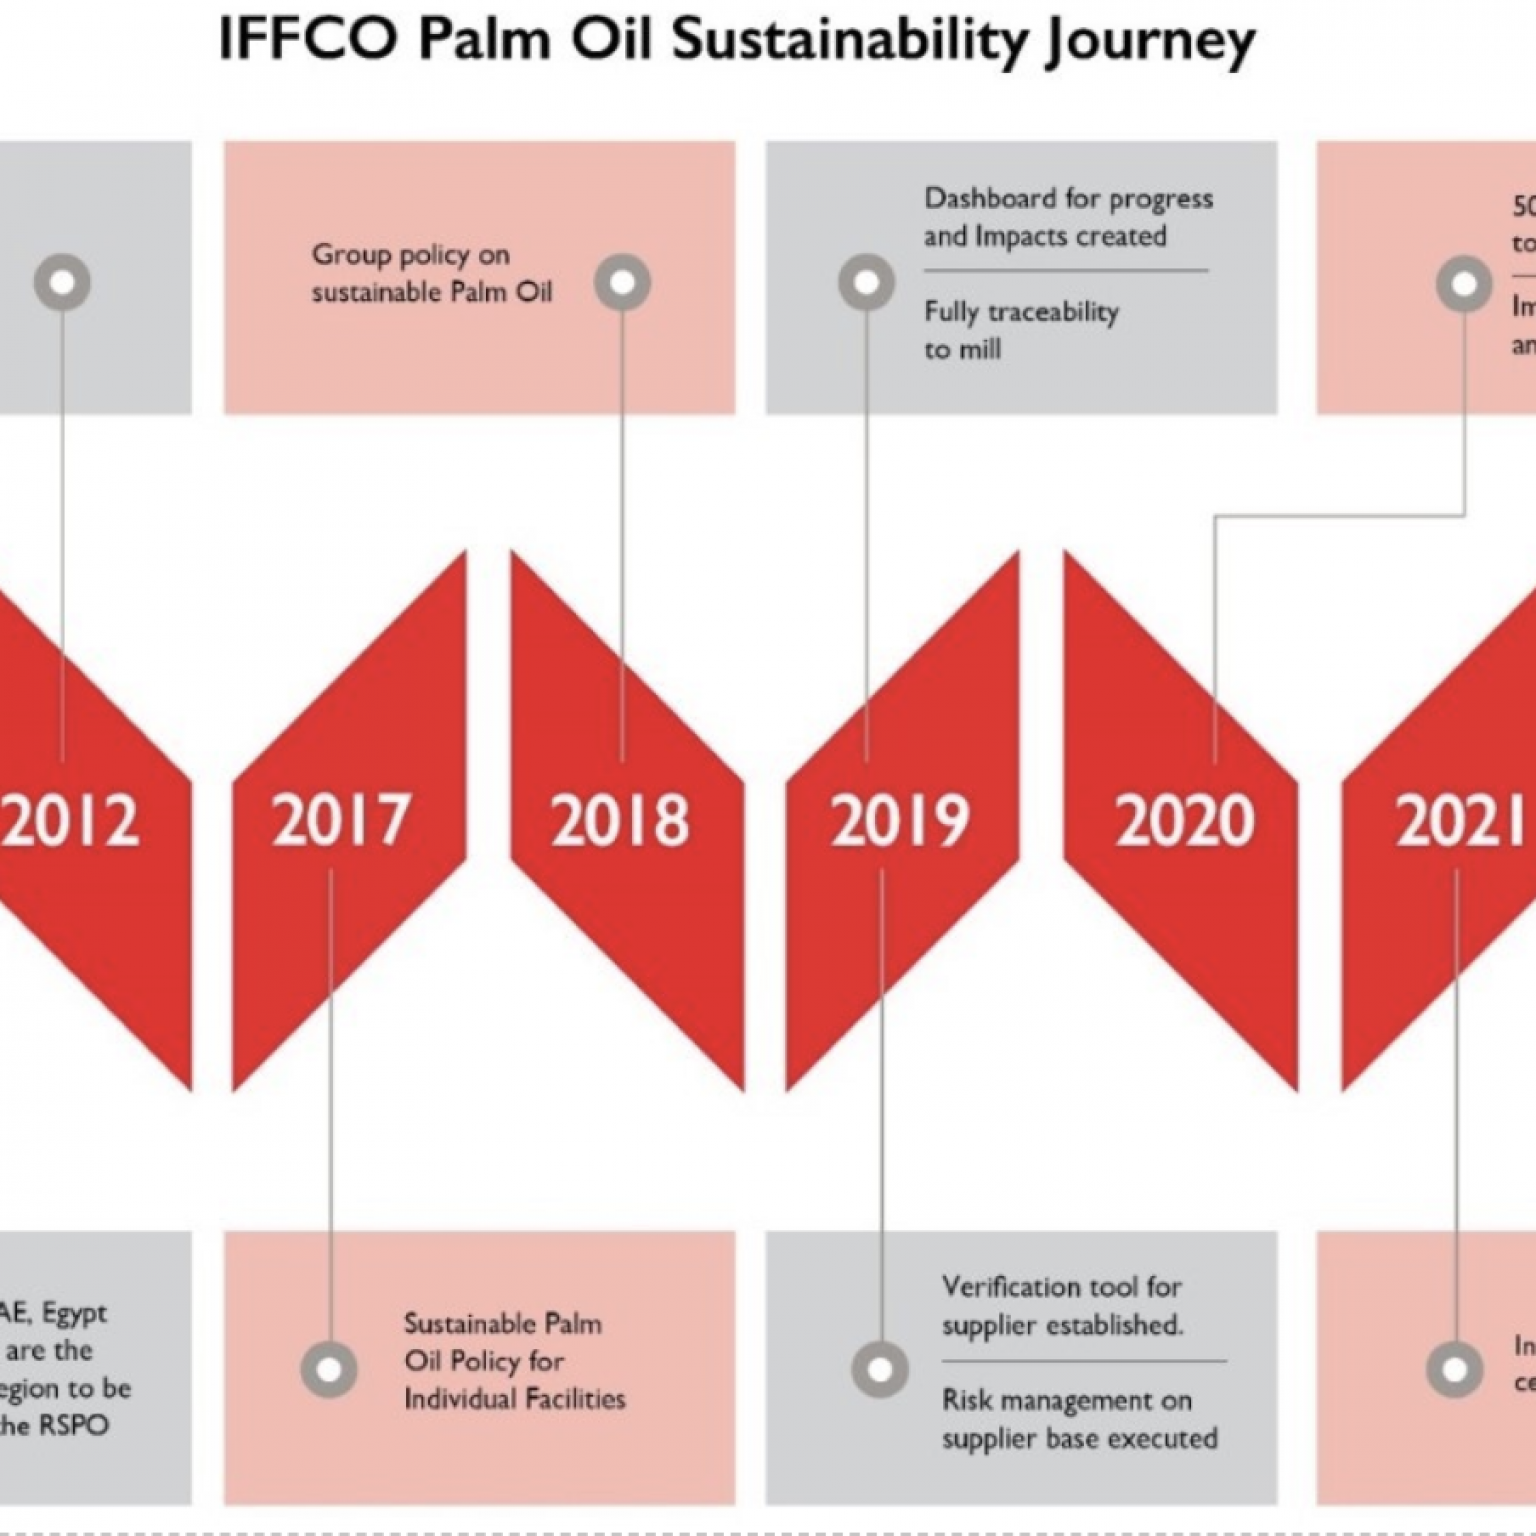 IFFCO Palm Oil Sustainability Journey
Group policy on
sustainable Palm Oil
Dashboard for progress
and Impacts created
Fully traceability
to mill
50
to
Im
an
2012
2017
2018
2019
2020
2021
AE, Egypt
are the
egion to be
the RSPO
Sustainable Palm
Oil Policy for
Individual Facilities
Verification tool for
supplier established.
Risk management on
supplier base executed
In
ce